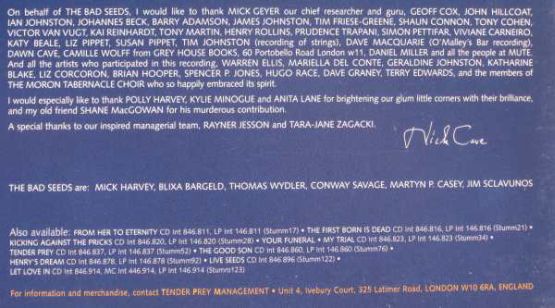 On behalf of THE BAD SEEDS, I would like to thank MICK GEYER our chief researcher and guru, GEOFF COX, JOHN HILLCOAT,
IAN JOHNSTON, JOHANNES BECK, BARRY ADAMSON, JAMES JOHNSTON, TIM FRIESE-GREENE, SHAUN CONNON, TONY COHEN,
VICTOR VAN VUGT, KAI REINHARDT, TONY MARTIN, HENRY ROLLINS, PRUDENCE TRAPANI, SIMON PETTIFAR, VIVIANE CARNEIRO,
KATY BEALE, LIZ PIPPET, SUSAN PIPPET, TIM JOHNSTON (recording of strings), DAVE MACQUARIE (O'Malley's Bar recording),
DAWN CAVE, CAMILLE WOLFF from GREY HOUSE BOOKS, 60 Portobello Road London w11, DANIEL MILLER and all the people at MUTE.
And all the artists who participated in this recording, WARREN ELLIS, MARIELLA DEL CONTE, GERALDINE JOHNSTON, KATHARINE
BLAKE, LIZ CORCORON, BRIAN HOOPER, SPENCER P. JONES, HUGO RACE, DAVE GRANEY, TERRY EDWARDS, and the members of
THE MORON TABERNACLE CHOIR who so happily embraced its spirit.
I would especially like to thank POLLY HARVEY, KYLIE MINOGUE and ANITA LANE for brightening our glum little corners with their brilliance,
and my old friend SHANE MacGOWAN for his murderous contribution.
A special thanks to our inspired managerial team, RAYNER JESSON and TARA-JANE ZAGACKI.
Nick Cave
THE BAD SEEDS are: MICK HARVEY, BLIXA BARGELD, THOMAS WYDLER, CONWAY SAVAGE, MARTYN P. CASEY, JIM SCLAVUNOS
Also available: FROM HER TO ETERNITY CD Int 846.811, LP Int 146.811 (Stumm17) • THE FIRST BORN IS DEAD CD Int 846.816, LP Int 146.816 (Stumm21) •
KICKING AGAINST THE PRICKS CD Int 846.820, LP Int 146.820 (Stumm28) • YOUR FUNERAL • MY TRIAL CD Int 846.823, LP Int 146.823 (Stumm34) •
TENDER PREY CD Int 846.837, LP Int 146.837 (Stumm52) • THE GOOD SON CD Int 846.860, LP Int 146.860 (Stumm76) •
HENRY'S DREAM CD Int 846.878, LP Int 146.878 (Stumm92) • LIVE SEEDS CD Int 846.896 (Stumm122) •
LET LOVE IN CD Int 846.914, MC Int 446.914, LP Int 146.914 (Stumm123)
For information and merchandise, contact TENDER PREY MANAGEMENT • Unit 4, Ivebury Court, 325 Latimer Road, LONDON W10 6RA, ENGLAND